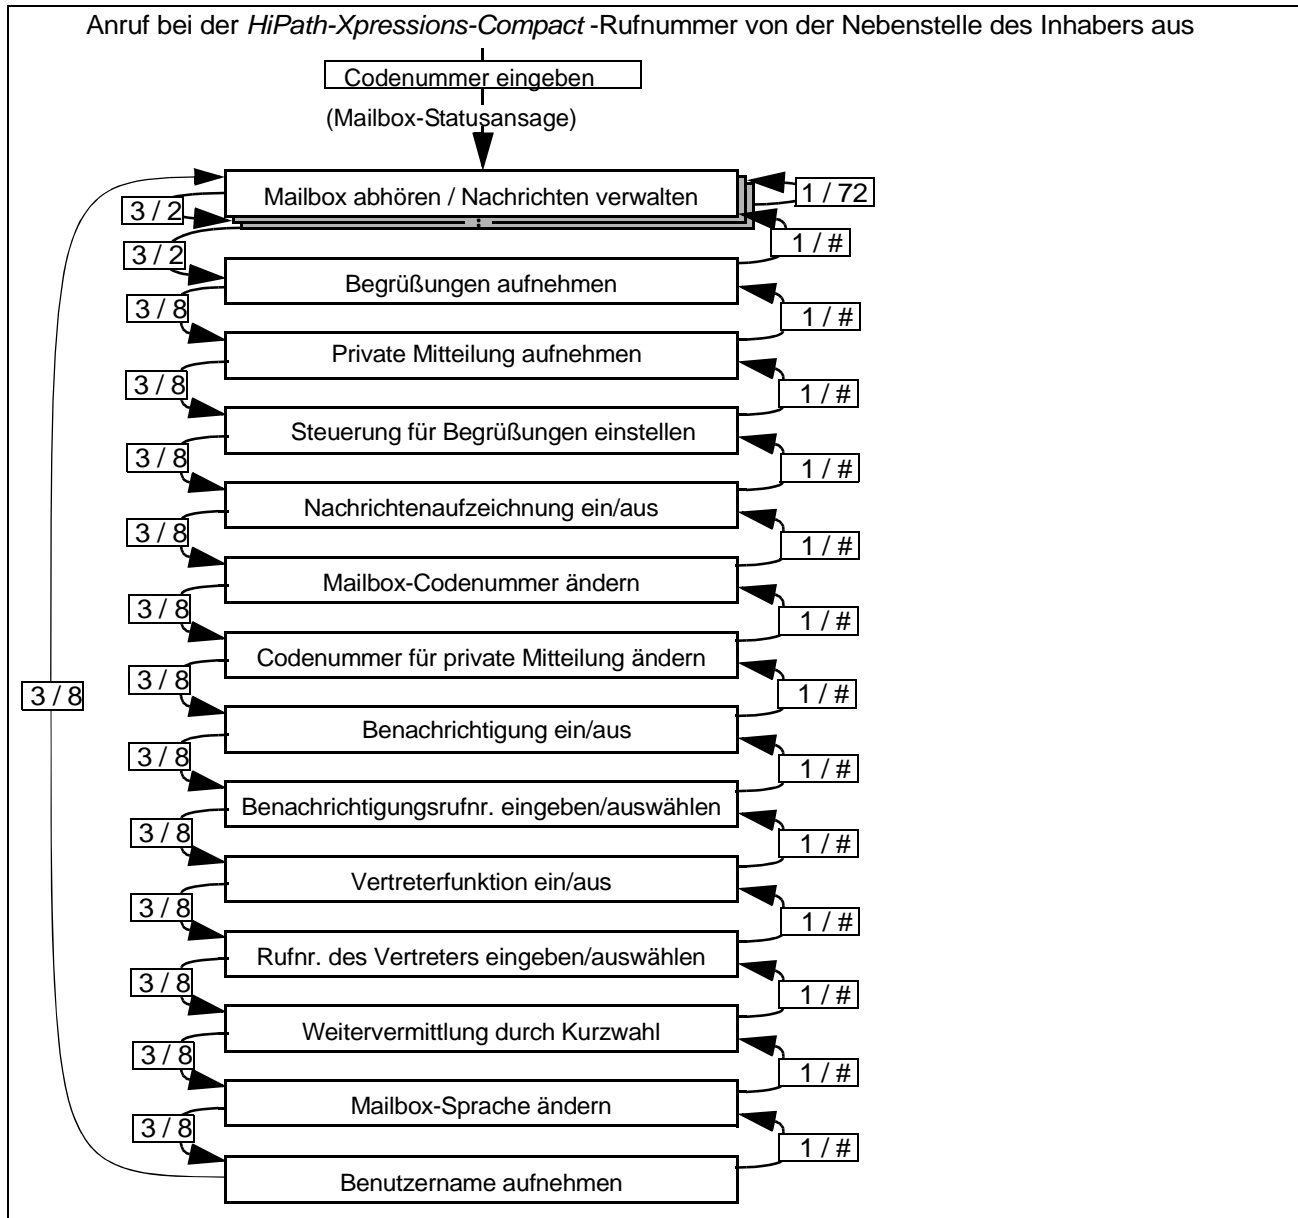 Anruf bei der HiPath-Xpressions-Compact -Rufnummer von der Nebenstelle des Inhabers aus
Codenummer eingeben
(Mailbox-Statusansage)
Mailbox abhören / Nachrichten verwalten
1 / 72
3 / 2
1 / #
3 / 2
Begrüßungen aufnehmen
3 / 8
1 / #
Private Mitteilung aufnehmen
3 / 8
1 / #
Steuerung für Begrüßungen einstellen
3 / 8
1 / #
Nachrichtenaufzeichnung ein/aus
3 / 8
1 / #
Mailbox-Codenummer ändern
3 / 8
1 / #
Codenummer für private Mitteilung ändern
3 / 8
3 / 8
1 / #
Benachrichtigung ein/aus
3 / 8
1 / #
Benachrichtigungsrufnr. eingeben/auswählen
3 / 8
1 / #
Vertreterfunktion ein/aus
3 / 8
1 / #
Rufnr. des Vertreters eingeben/auswählen
3 / 8
1 / #
Weitervermittlung durch Kurzwahl
3 / 8
1 / #
Mailbox-Sprache ändern
3 / 8
1 / #
Benutzername aufnehmen